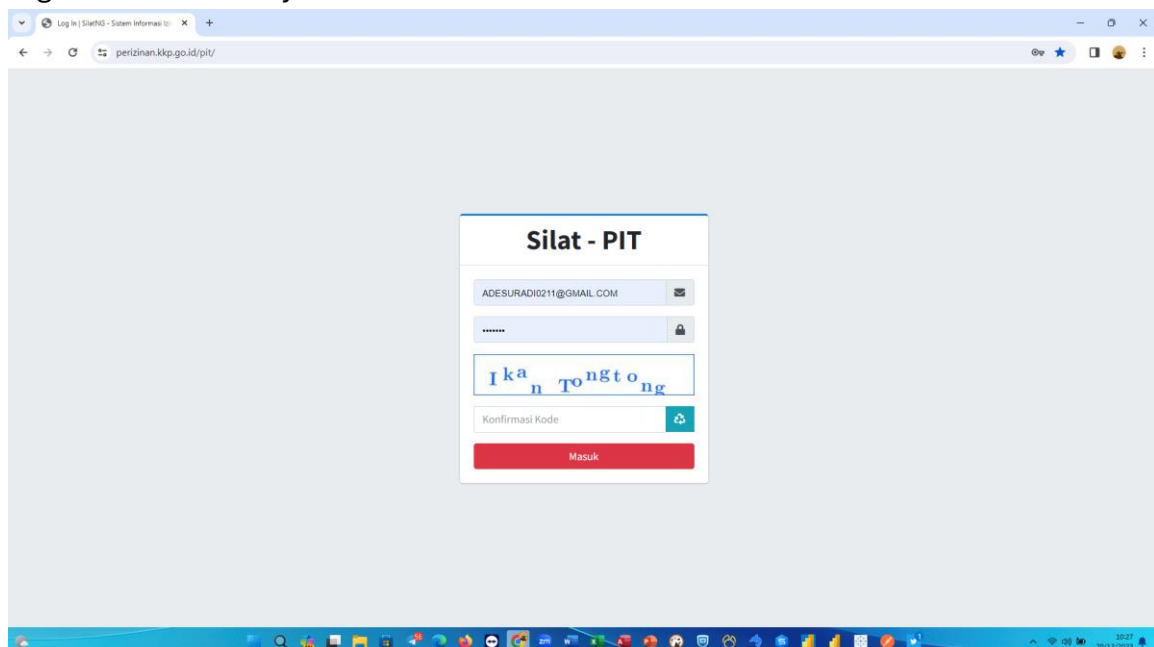 Log In | SilatNG - Sistem Informasi Izi
perizinan.kkp.go.id/pit/
Silat - PIT
ADESURADI0211@GMAIL.COM
•••••••
Ikan Tongtong
Konfirmasi Kode
Masuk
10:27